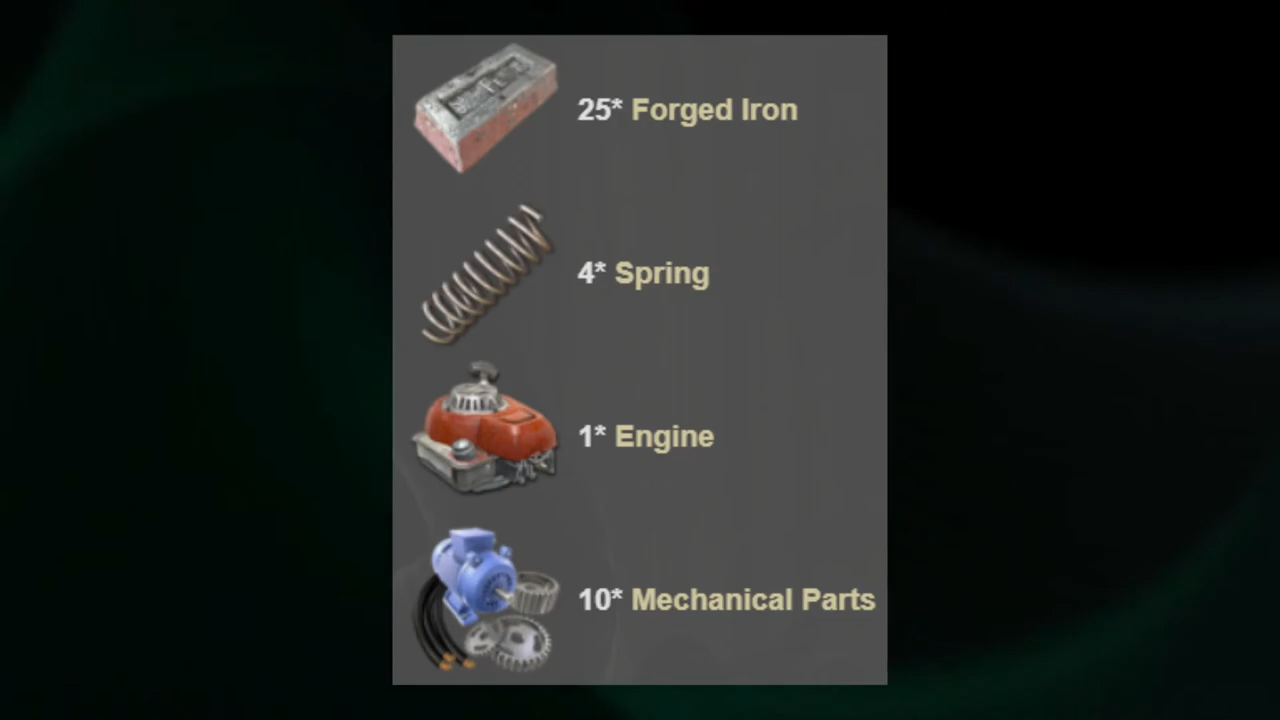 25* Forged Iron
4* Spring
1* Engine
10* Mechanical Parts